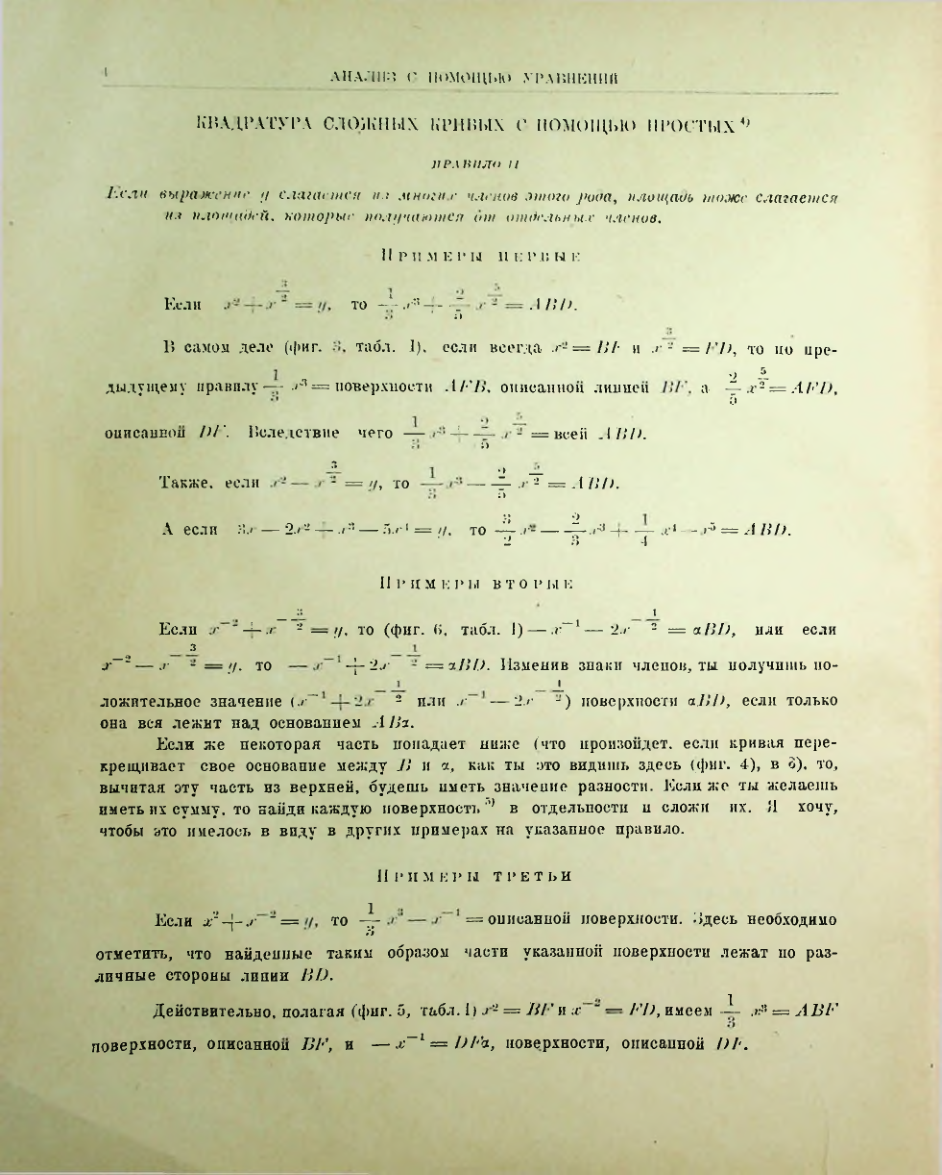 АНАЛИЗ С ПОМОЩЬЮ УРАВНЕНИЙ
КВАДРАТУРА СЛОЖНЫХ КРИВЫХ С ПОМОЩЬЮ ПРОСТЫХ ⁴⁾
ПРАВИЛО II
Если выражение y слагается из многих членов этого рода, площадь тоже слагается
из площадей, которые получаются от отдельных членов.
Примеры первые
Если x² + x^(3/2) = y, то 1/3 x³ + 2/5 x^(5/2) = ABD.
В самом деле (фиг. 3, табл. I), если всегда x² = BF и x^(3/2) = FD, то по пре-
дыдущему правилу 1/3 x³ = поверхности AFB, описанной линией BF, а 2/5 x^(5/2) = AFD,
описанной DF. Вследствие чего 1/3 x³ + 2/5 x^(5/2) = всей ABD.
Также, если x² — x^(3/2) = y, то 1/3 x³ — 2/5 x^(5/2) = ABD.
А если 3x — 2x² + x³ — 5x⁴ = y, то 3/2 x² — 2/3 x³ + 1/4 x⁴ — x⁵ = ABD.
Примеры вторые
Если x⁻² + x^(−3/2) = y, то (фиг. 6, табл. I) — x⁻¹ — 2x^(−1/2) = αBD, или если
x⁻² — x^(−3/2) = y, то — x⁻¹ + 2x^(−1/2) = αBD. Изменив знаки членов, ты получишь по-
ложительное значение (x⁻¹ + 2x^(−1/2) или x⁻¹ — 2x^(−1/2)) поверхности αBD, если только
она вся лежит над основанием ABα.
Если же некоторая часть попадает ниже (что произойдет, если кривая пере-
крещивает свое основание между B и α, как ты это видишь здесь (фиг. 4), в δ), то,
вычитая эту часть из верхней, будешь иметь значение разности. Если же ты желаешь
иметь их сумму, то найди каждую поверхность ⁵⁾ в отдельности и сложи их. Я хочу,
чтобы это имелось в виду в других примерах на указанное правило.
Примеры третьи
Если x² + x⁻² = y, то 1/3 x³ — x⁻¹ = описанной поверхности. Здесь необходимо
отметить, что найденные таким образом части указанной поверхности лежат по раз-
личные стороны линии BD.
Действительно, полагая (фиг. 5, табл. I) x² = BF и x⁻² = FD, имеем 1/3 x³ = ABF
поверхности, описанной BF, и — x⁻¹ = DFα, поверхности, описанной DF.